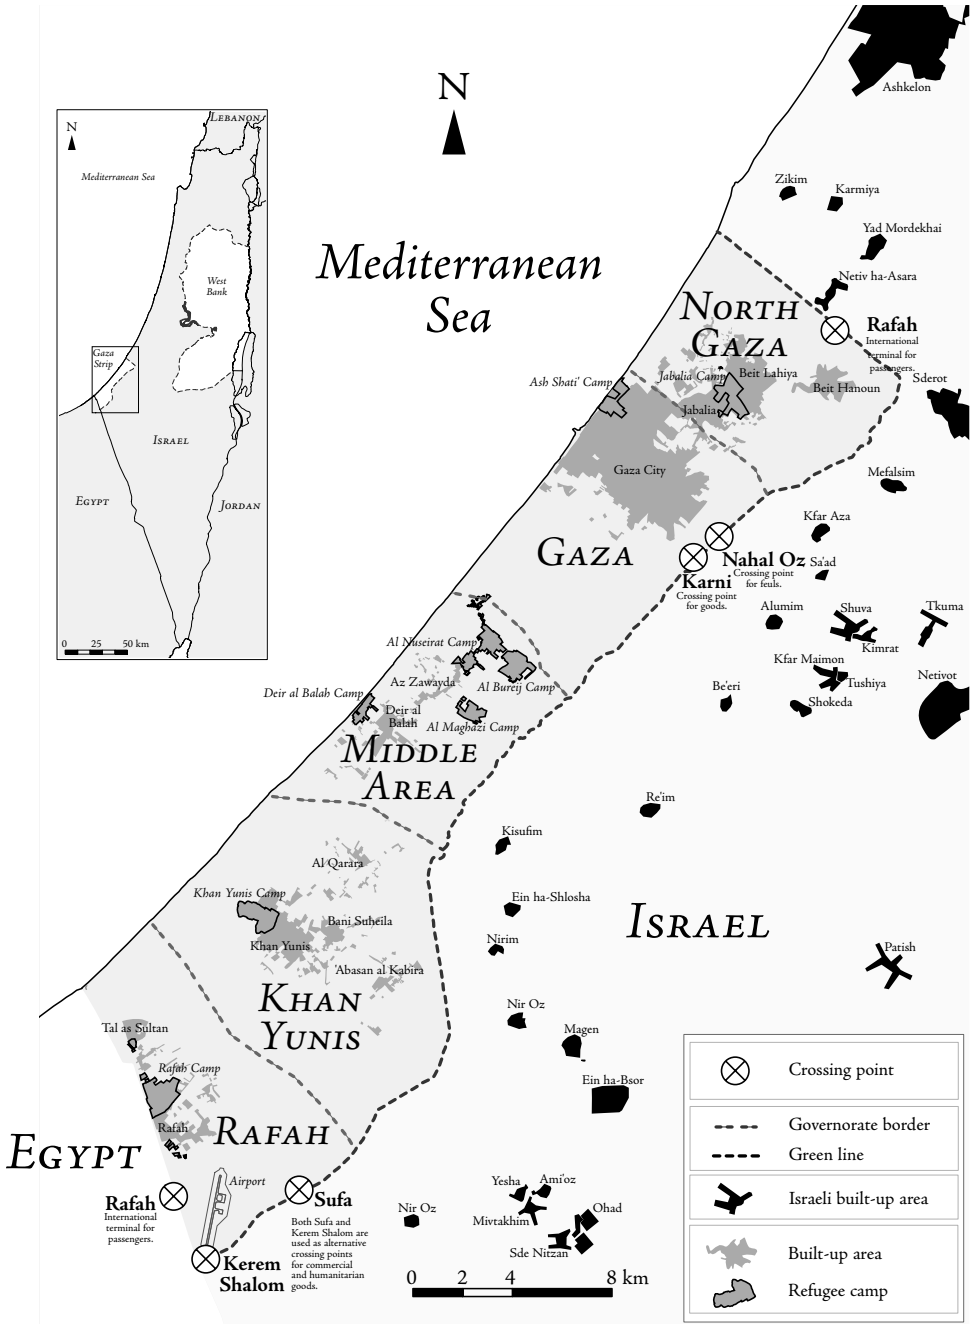 Ashkelon
N
Zikim
Karmiya
Yad Mordekhai
Netiv ha-Asara
Mediterranean
Sea
North
Gaza
Rafah
International
terminal for
passengers.
Ash Shati' Camp
Jabalia Camp
Beit Lahiya
Beit Hanoun
Sderot
Jabalia
Gaza City
Mefalsim
Kfar Aza
Gaza
Nahal Oz
Crossing point
for feuls.
Sa'ad
Karni
Crossing point
for goods.
Alumim
Shuva
Tkuma
Kimrat
Kfar Maimon
Tushiya
Netivot
Shokeda
Be'eri
Al Nuseirat Camp
Az Zawayda
Al Bureij Camp
Deir al Balah Camp
Deir al
Balah
Al Maghazi Camp
Middle
Area
Re'im
Kisufim
Al Qarara
Khan Yunis Camp
Bani Suheila
Khan Yunis
'Abasan al Kabira
Ein ha-Shlosha
Nirim
Israel
Patish
Khan
Yunis
Nir Oz
Magen
Ein ha-Bsor
Tal as Sultan
Rafah Camp
Rafah
Rafah
Egypt
Airport
Rafah
International
terminal for
passengers.
Sufa
Both Sufa and
Kerem Shalom are
used as alternative
crossing points
for commercial
and humanitarian
goods.
Kerem
Shalom
Nir Oz
Yesha
Ami'oz
Mivtakhim
Ohad
Sde Nitzan
0 2 4 8 km
N
Lebanon
Mediterranean Sea
West
Bank
Gaza
Strip
Israel
Egypt
Jordan
0 25 50 km
Crossing point
Governorate border
Green line
Israeli built-up area
Built-up area
Refugee camp